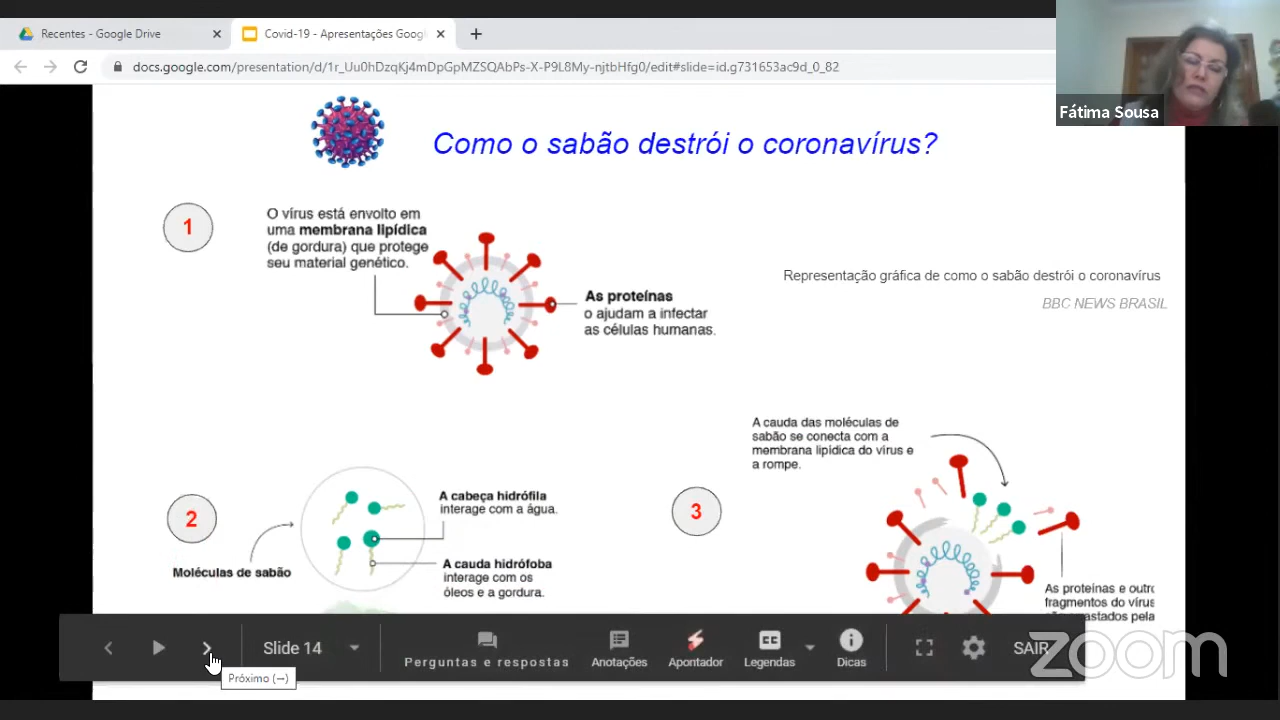 Recentes - Google Drive
Covid-19 - Apresentações Goog
docs.google.com/presentation/d/1r_Uu0hDzqKj4mDpGpMZSQAbPs-X-P9L8My-njtbHfg0/edit#slide=id.g731653ac9d_0_82
Fátima Sousa
Como o sabão destrói o coronavírus?
1
O vírus está envolto em
uma membrana lipídica
(de gordura) que protege
seu material genético.
As proteínas
o ajudam a infectar
as células humanas.
Representação gráfica de como o sabão destrói o coronavírus
BBC NEWS BRASIL
2
Moléculas de sabão
A cabeça hidrófila
interage com a água.
A cauda hidrófoba
interage com os
óleos e a gordura.
3
A cauda das moléculas de
sabão se conecta com a
membrana lipídica do vírus e
a rompe.
As proteínas e outro
fragmentos do vírus
astados pela
Slide 14
Perguntas e respostas
Anotações
Apontador
Legendas
Dicas
SAIR
zoom
Próximo (→)